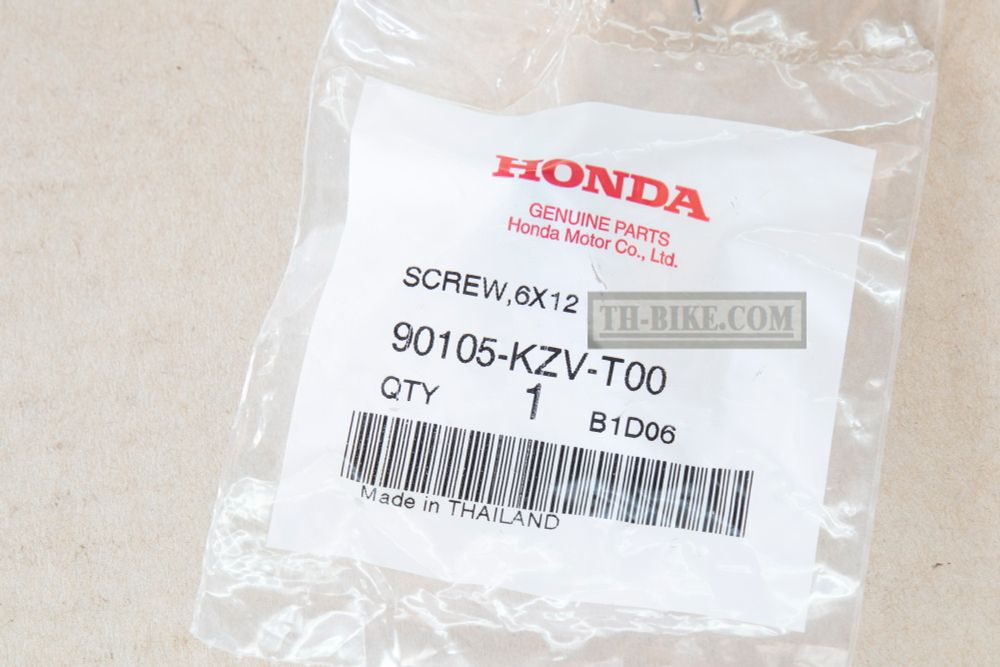 HONDA
GENUINE PARTS
Honda Motor Co., Ltd.
SCREW,6X12
TH-BIKE.COM
90105-KZV-T00
QTY 1 B1D06
Made in THAILAND